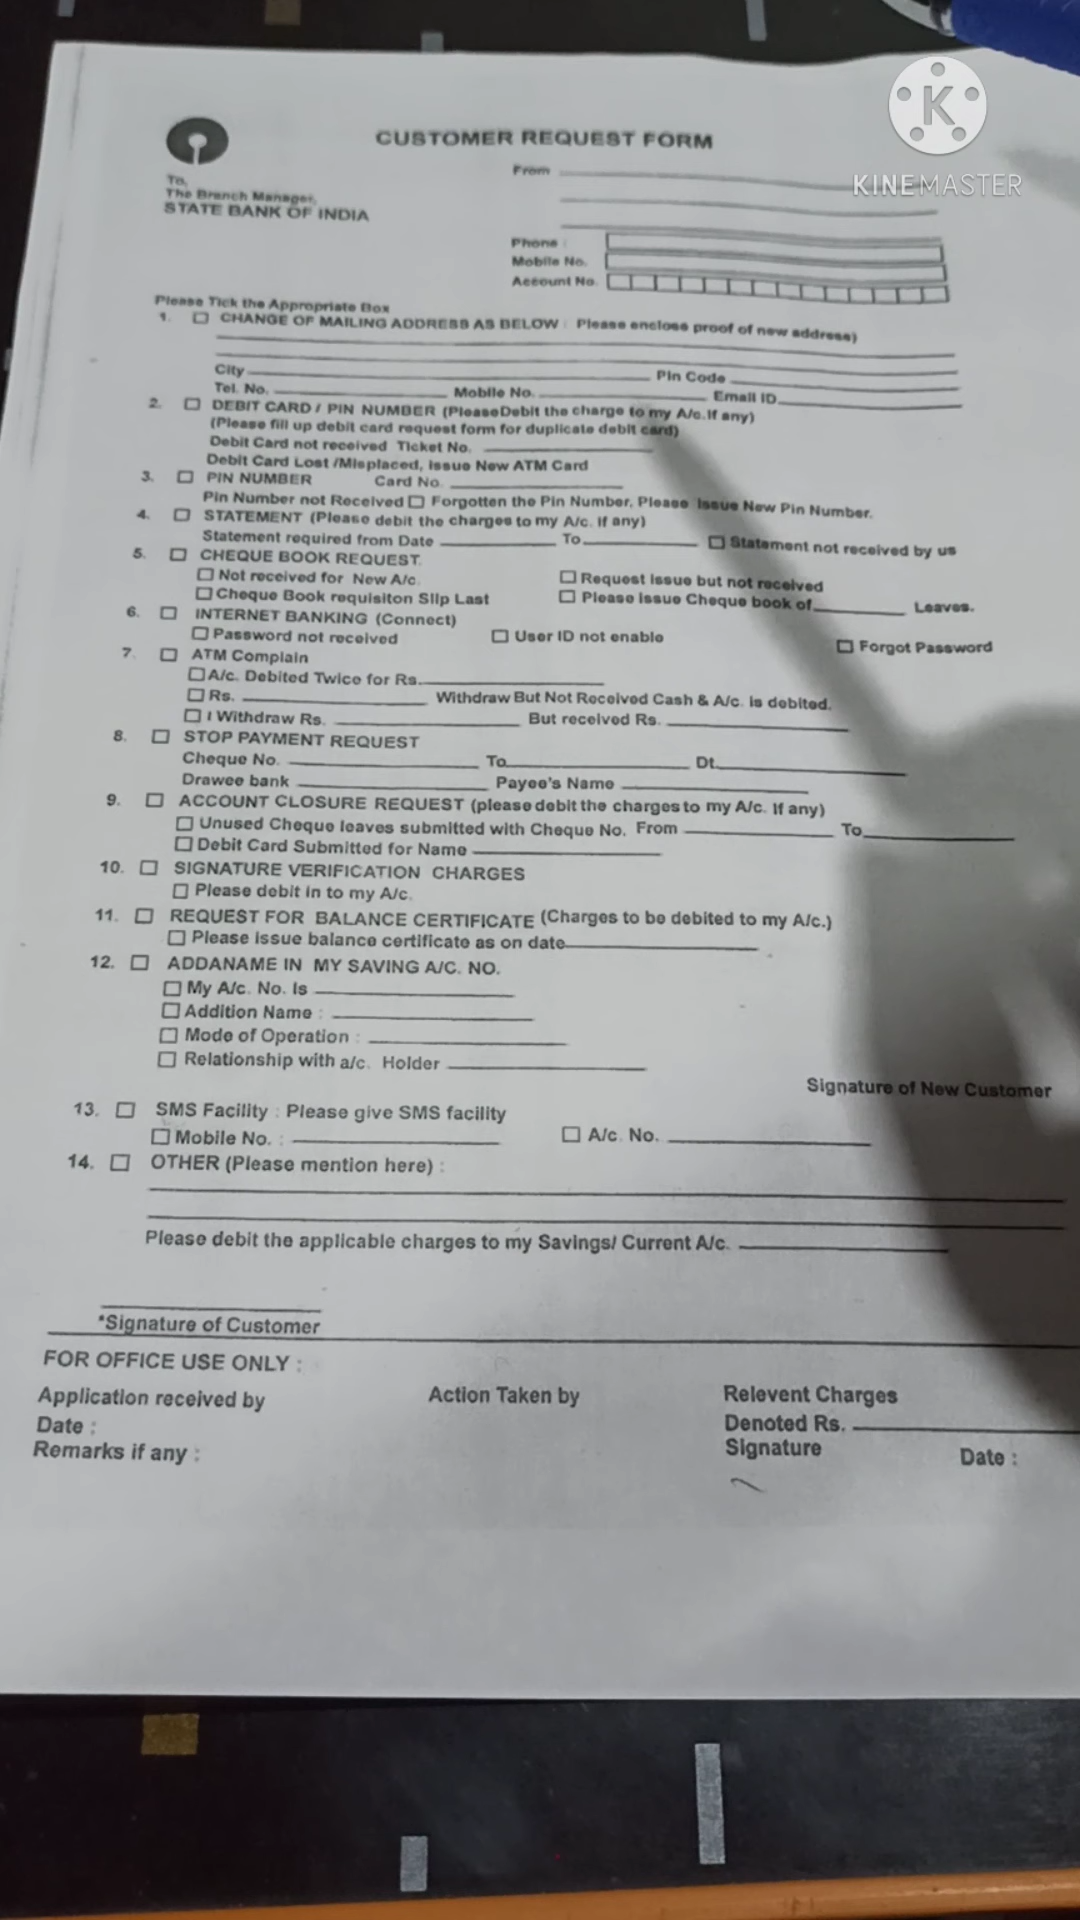 KINEMASTER
CUSTOMER REQUEST FORM
From
To,
The Branch Manager,
STATE BANK OF INDIA
Phone :
Mobile No.
Account No.
Please Tick the Appropriate Box
1. CHANGE OF MAILING ADDRESS AS BELOW : Please enclose proof of new address)
City Pin Code
Tel. No. Mobile No. Email ID
2. DEBIT CARD / PIN NUMBER (PleaseDebit the charge to my A/c.If any)
(Please fill up debit card request form for duplicate debit card)
Debit Card not received Ticket No.
Debit Card Lost /Misplaced, issue New ATM Card
3. PIN NUMBER Card No.
Pin Number not Received Forgotten the Pin Number, Please Issue New Pin Number.
4. STATEMENT (Please debit the charges to my A/c. If any)
Statement required from Date To Statement not received by us
5. CHEQUE BOOK REQUEST.
Not received for New A/c. Request Issue but not received
Cheque Book requisiton Slip Last Please Issue Cheque book of Leaves.
6. INTERNET BANKING (Connect)
Password not received User ID not enable Forgot Password
7. ATM Complain
A/c. Debited Twice for Rs.
Rs. Withdraw But Not Received Cash & A/c. is debited.
I Withdraw Rs. But received Rs.
8. STOP PAYMENT REQUEST
Cheque No. To Dt.
Drawee bank Payee's Name
9. ACCOUNT CLOSURE REQUEST (please debit the charges to my A/c. If any)
Unused Cheque leaves submitted with Cheque No. From To
Debit Card Submitted for Name
10. SIGNATURE VERIFICATION CHARGES
Please debit in to my A/c.
11. REQUEST FOR BALANCE CERTIFICATE (Charges to be debited to my A/c.)
Please issue balance certificate as on date
12. ADDANAME IN MY SAVING A/C. NO.
My A/c. No. Is
Addition Name :
Mode of Operation :
Relationship with a/c. Holder
Signature of New Customer
13. SMS Facility : Please give SMS facility
Mobile No. : A/c. No.
14. OTHER (Please mention here) :
Please debit the applicable charges to my Savings/ Current A/c.
*Signature of Customer
FOR OFFICE USE ONLY :
Application received by Action Taken by Relevent Charges
Date : Denoted Rs.
Remarks if any : Signature Date :